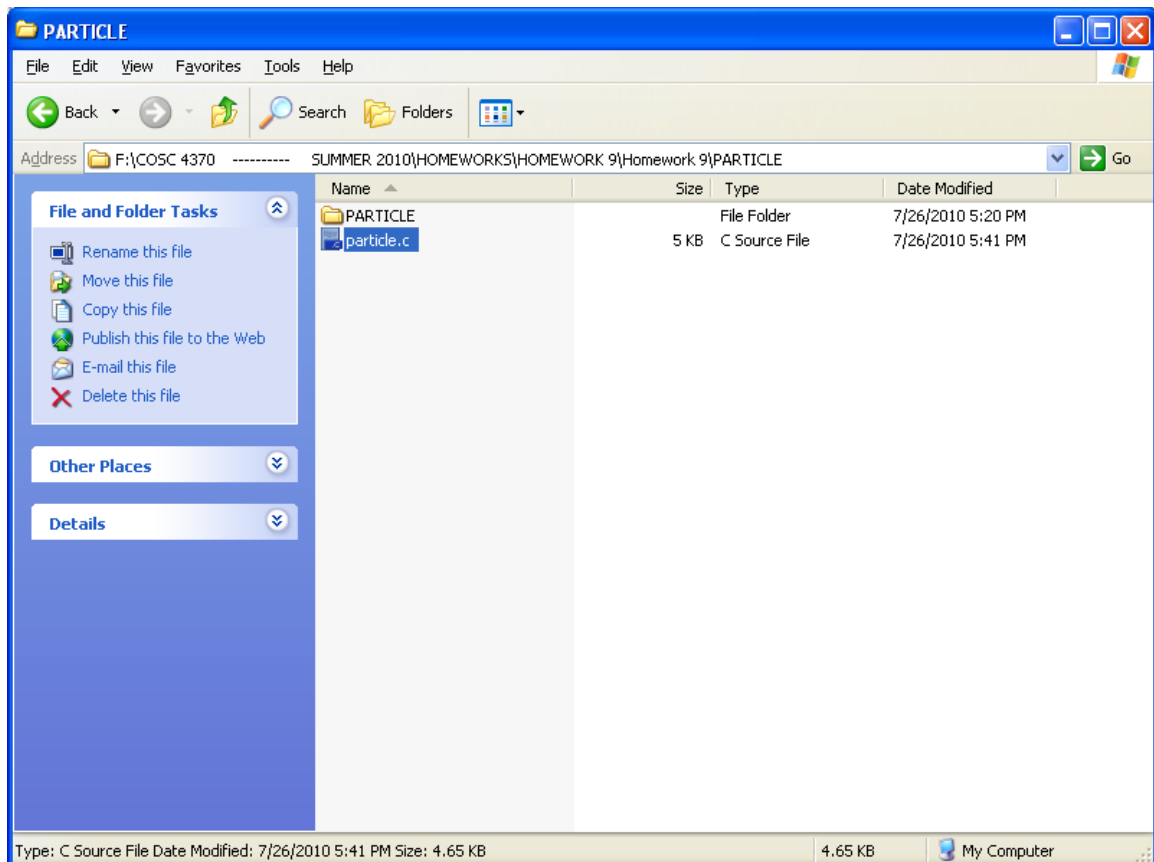 PARTICLE
File Edit View Favorites Tools Help
Back Search Folders
Address F:\COSC 4370 ---------- SUMMER 2010\HOMEWORKS\HOMEWORK 9\Homework 9\PARTICLE Go
Name Size Type Date Modified
File and Folder Tasks
PARTICLE File Folder 7/26/2010 5:20 PM
particle.c 5 KB C Source File 7/26/2010 5:41 PM
Rename this file
Move this file
Copy this file
Publish this file to the Web
E-mail this file
Delete this file
Other Places
Details
Type: C Source File Date Modified: 7/26/2010 5:41 PM Size: 4.65 KB 4.65 KB My Computer